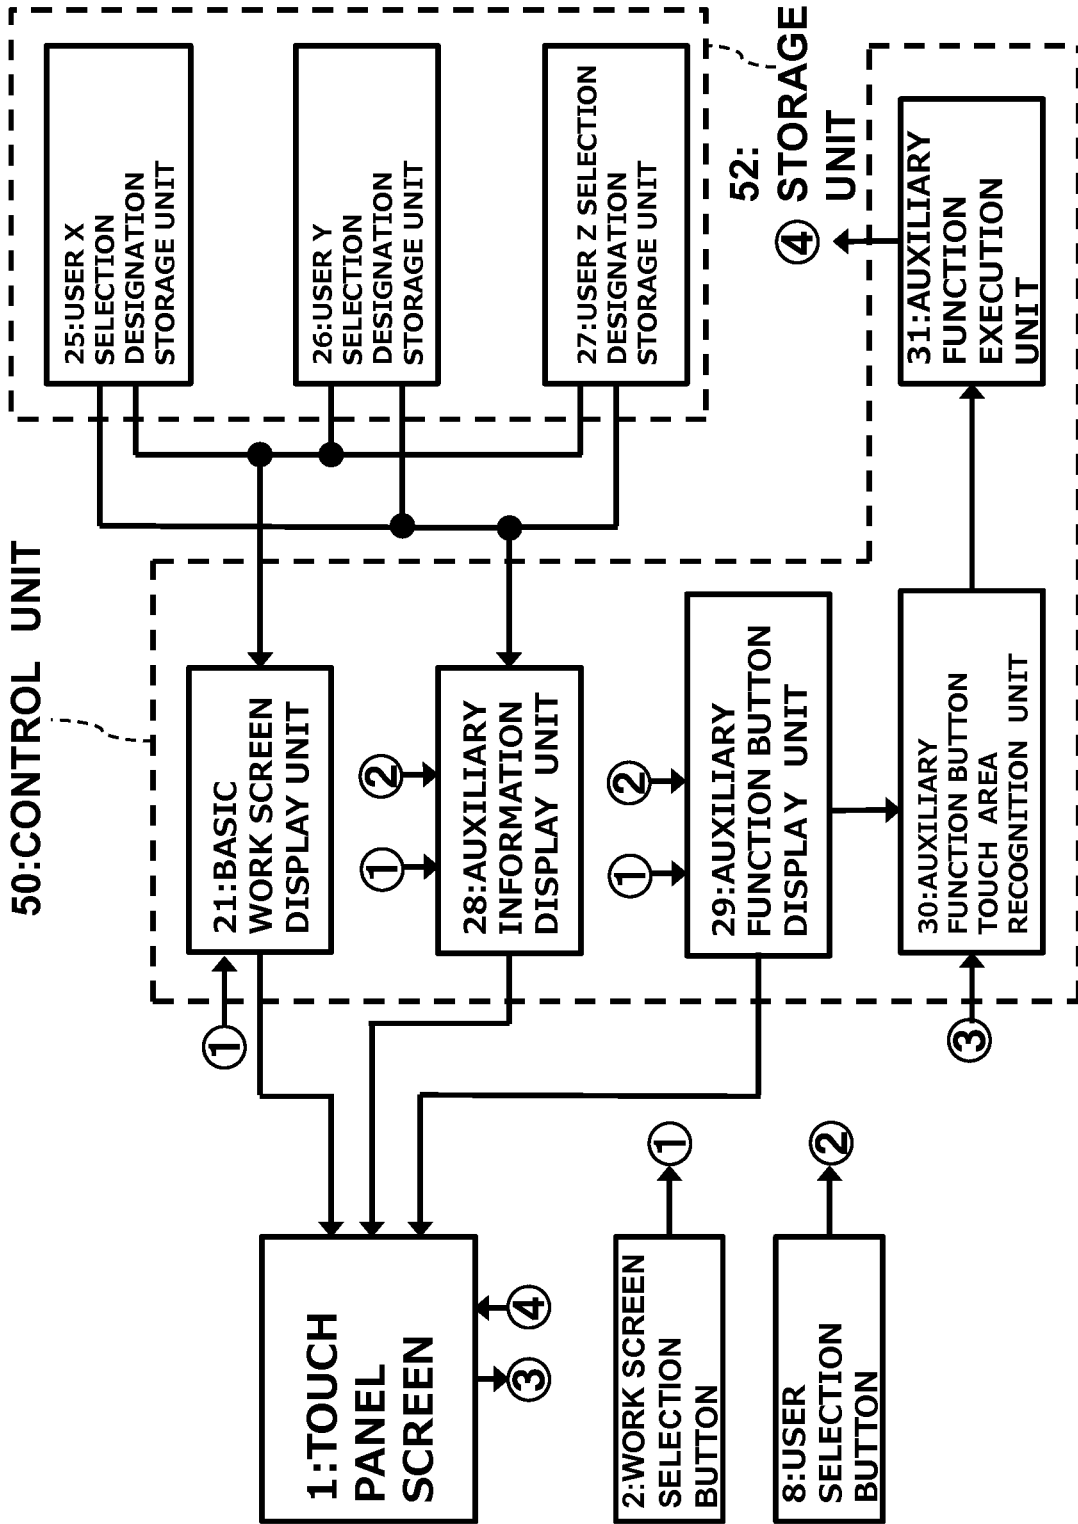 50:CONTROL UNIT
52:
STORAGE
UNIT
1:TOUCH
PANEL
SCREEN
③
④
2:WORK SCREEN
SELECTION
BUTTON
①
8:USER
SELECTION
BUTTON
②
①
21:BASIC
WORK SCREEN
DISPLAY UNIT
①
②
28:AUXILIARY
INFORMATION
DISPLAY UNIT
①
②
29:AUXILIARY
FUNCTION BUTTON
DISPLAY UNIT
③
30:AUXILIARY
FUNCTION BUTTON
TOUCH AREA
RECOGNITION UNIT
25:USER X
SELECTION
DESIGNATION
STORAGE UNIT
26:USER Y
SELECTION
DESIGNATION
STORAGE UNIT
27:USER Z SELECTION
DESIGNATION
STORAGE UNIT
④
31:AUXILIARY
FUNCTION
EXECUTION
UNIT